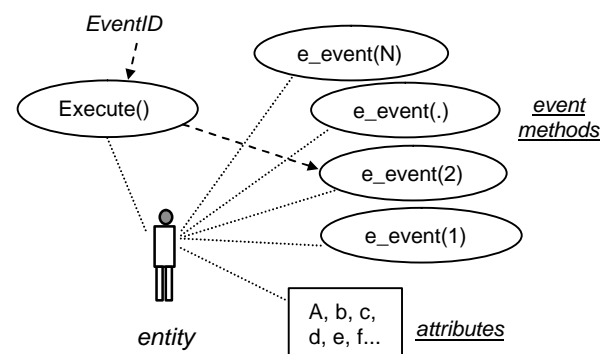 EventID
e_event(N)
Execute()
e_event(.)
event
methods
e_event(2)
e_event(1)
A, b, c,
d, e, f...
entity
attributes